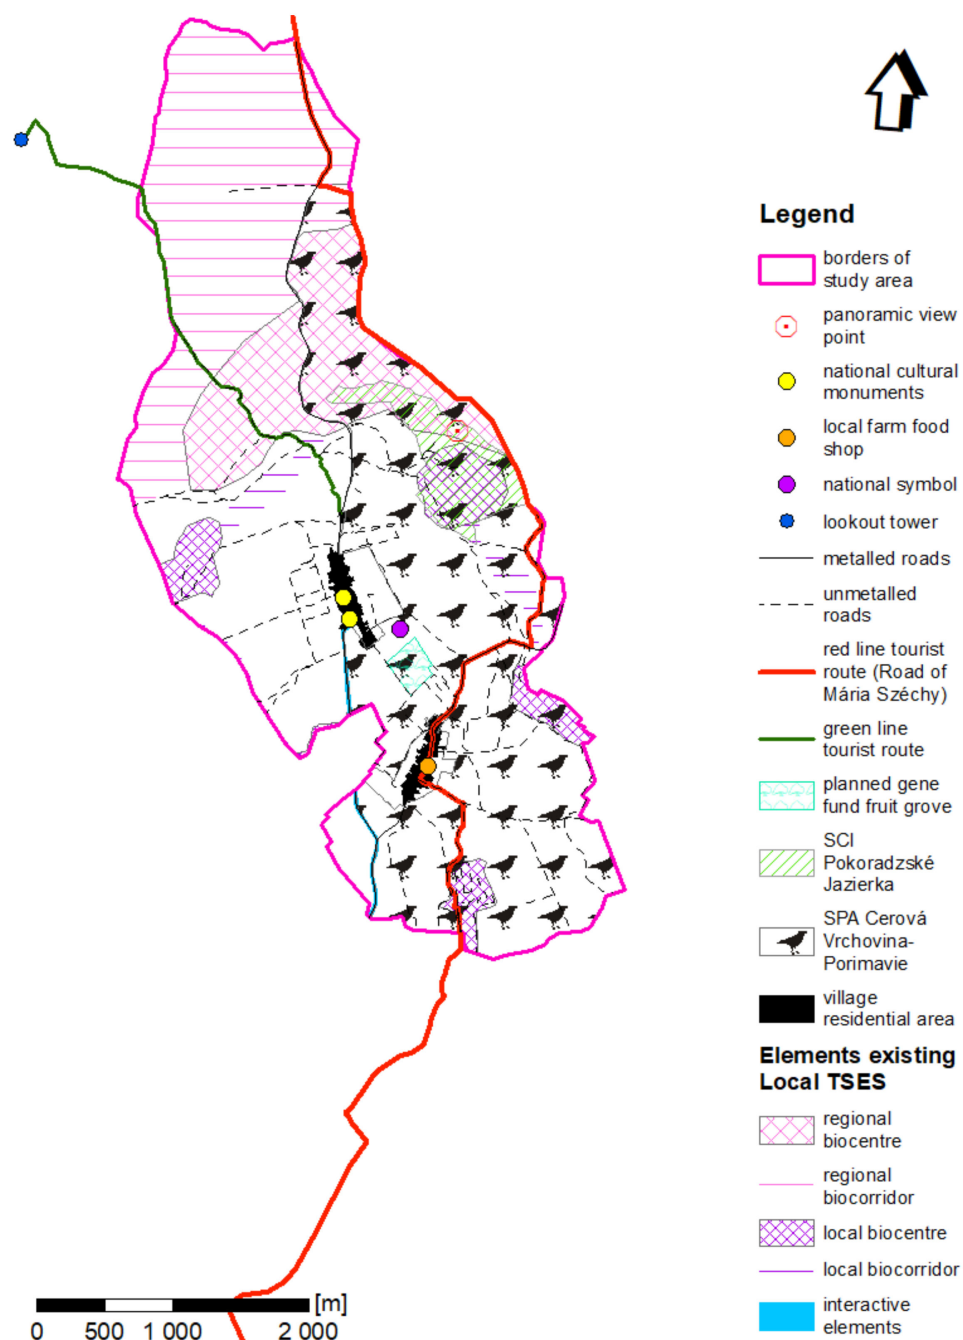 Legend
borders of
study area
panoramic view
point
national cultural
monuments
local farm food
shop
national symbol
lookout tower
metalled roads
unmetalled
roads
red line tourist
route (Road of
Mária Széchy)
green line
tourist route
planned gene
fund fruit grove
SCI
Pokoradzské
Jazierka
SPA Cerová
Vrchovina-
Porimavie
village
residential area
Elements existing
Local TSES
regional
biocentre
regional
biocorridor
local biocentre
local biocorridor
interactive
elements
[m]
0 500 1 000 2 000